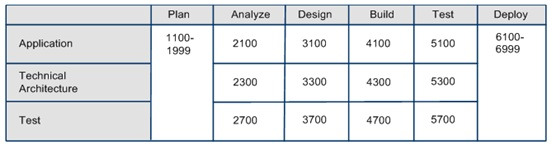 Plan Analyze Design Build Test Deploy
Application 1100- 2100 3100 4100 5100 6100-
1999 6999
Technical 2300 3300 4300 5300
Architecture
Test 2700 3700 4700 5700